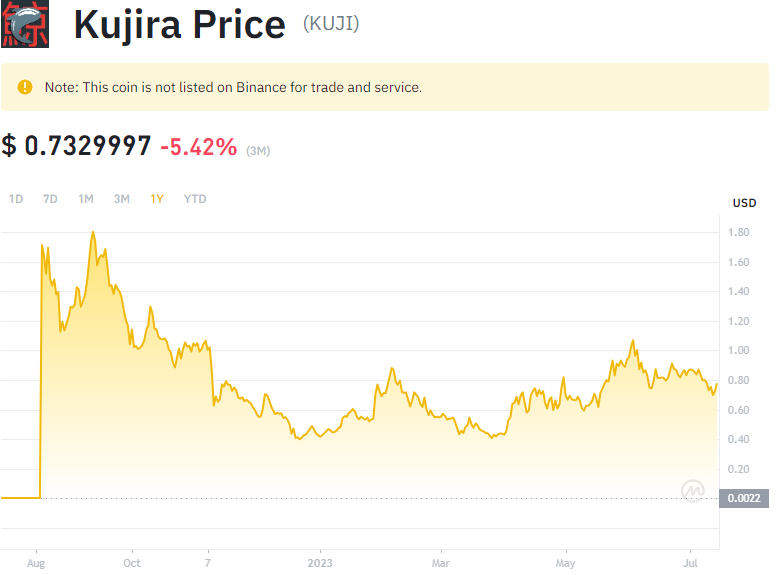 鯨
Kujira Price (KUJI)
Note: This coin is not listed on Binance for trade and service.
$ 0.7329997 -5.42% (3M)
1D 7D 1M 3M 1Y YTD
USD
1.80
1.60
1.40
1.20
1.00
0.80
0.60
0.40
0.20
0.0022
Aug Oct 7 2023 Mar May Jul